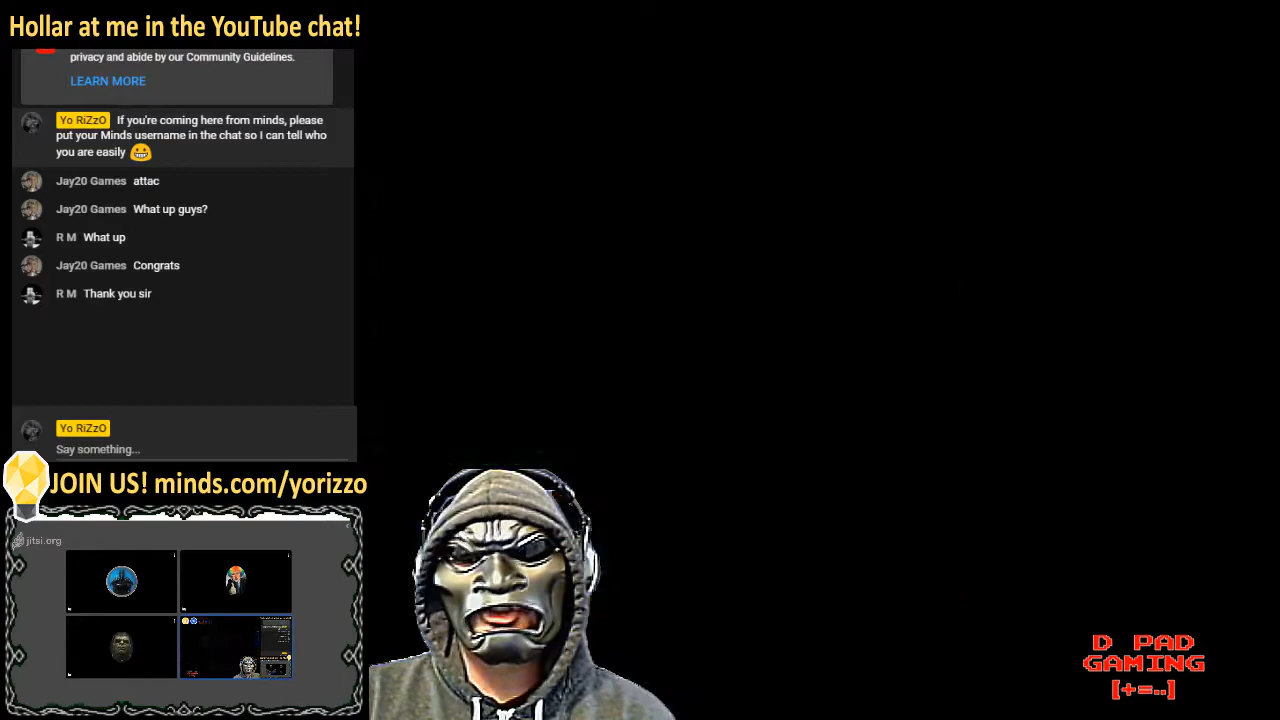 Hollar at me in the YouTube chat!
privacy and abide by our Community Guidelines.
LEARN MORE
Yo RiZzO If you're coming here from minds, please
put your Minds username in the chat so I can tell who
you are easily
Jay20 Games attac
Jay20 Games What up guys?
R M What up
Jay20 Games Congrats
R M Thank you sir
Yo RiZzO
Say something...
JOIN US! minds.com/yorizzo
jitsi.org
D PAD
GAMING
[+=..]